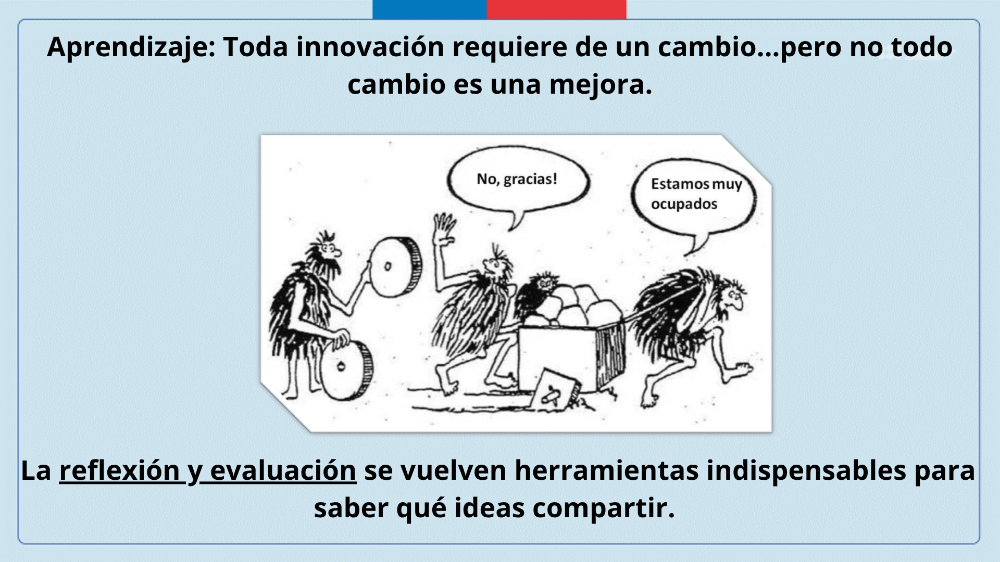 Aprendizaje: Toda innovación requiere de un cambio...pero no todo
cambio es una mejora.
No, gracias!
Estamos muy
ocupados
La reflexión y evaluación se vuelven herramientas indispensables para
saber qué ideas compartir.